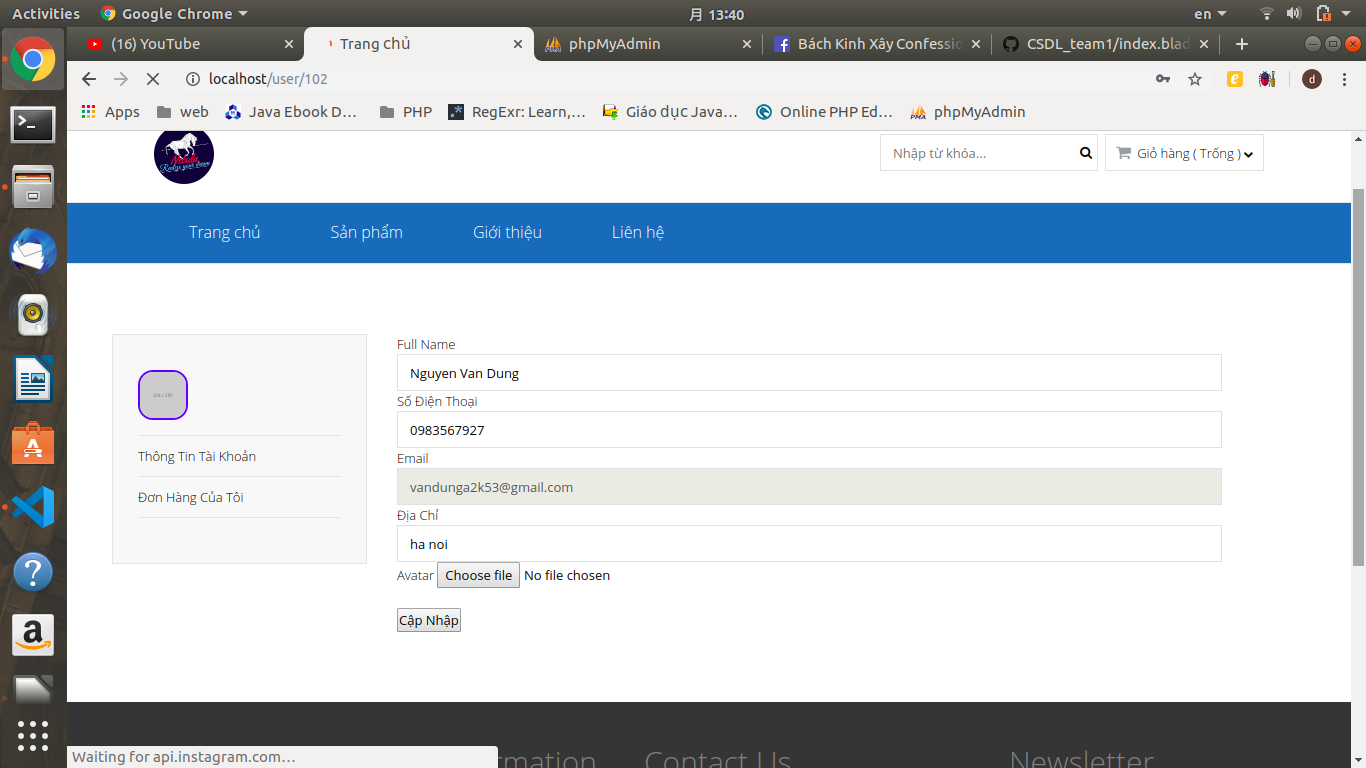 Activities Google Chrome 月 13:40 en
(16) YouTube Trang chủ phpMyAdmin Bách Kinh Xây Confessio CSDL_team1/index.blad
localhost/user/102 d
Apps web Java Ebook D… PHP RegExr: Learn,… Giáo dục Java… Online PHP Ed… phpMyAdmin
Nhập từ khóa... Giỏ hàng ( Trống )
Trang chủ Sản phẩm Giới thiệu Liên hệ
Full Name
Nguyen Van Dung
Số Điện Thoại
0983567927
Email
vandunga2k53@gmail.com
Địa Chỉ
ha noi
Avatar Choose file No file chosen
Cập Nhập
Thông Tin Tài Khoản
Đơn Hàng Của Tôi
rmation Contact Us Newsletter
Waiting for api.instagram.com…